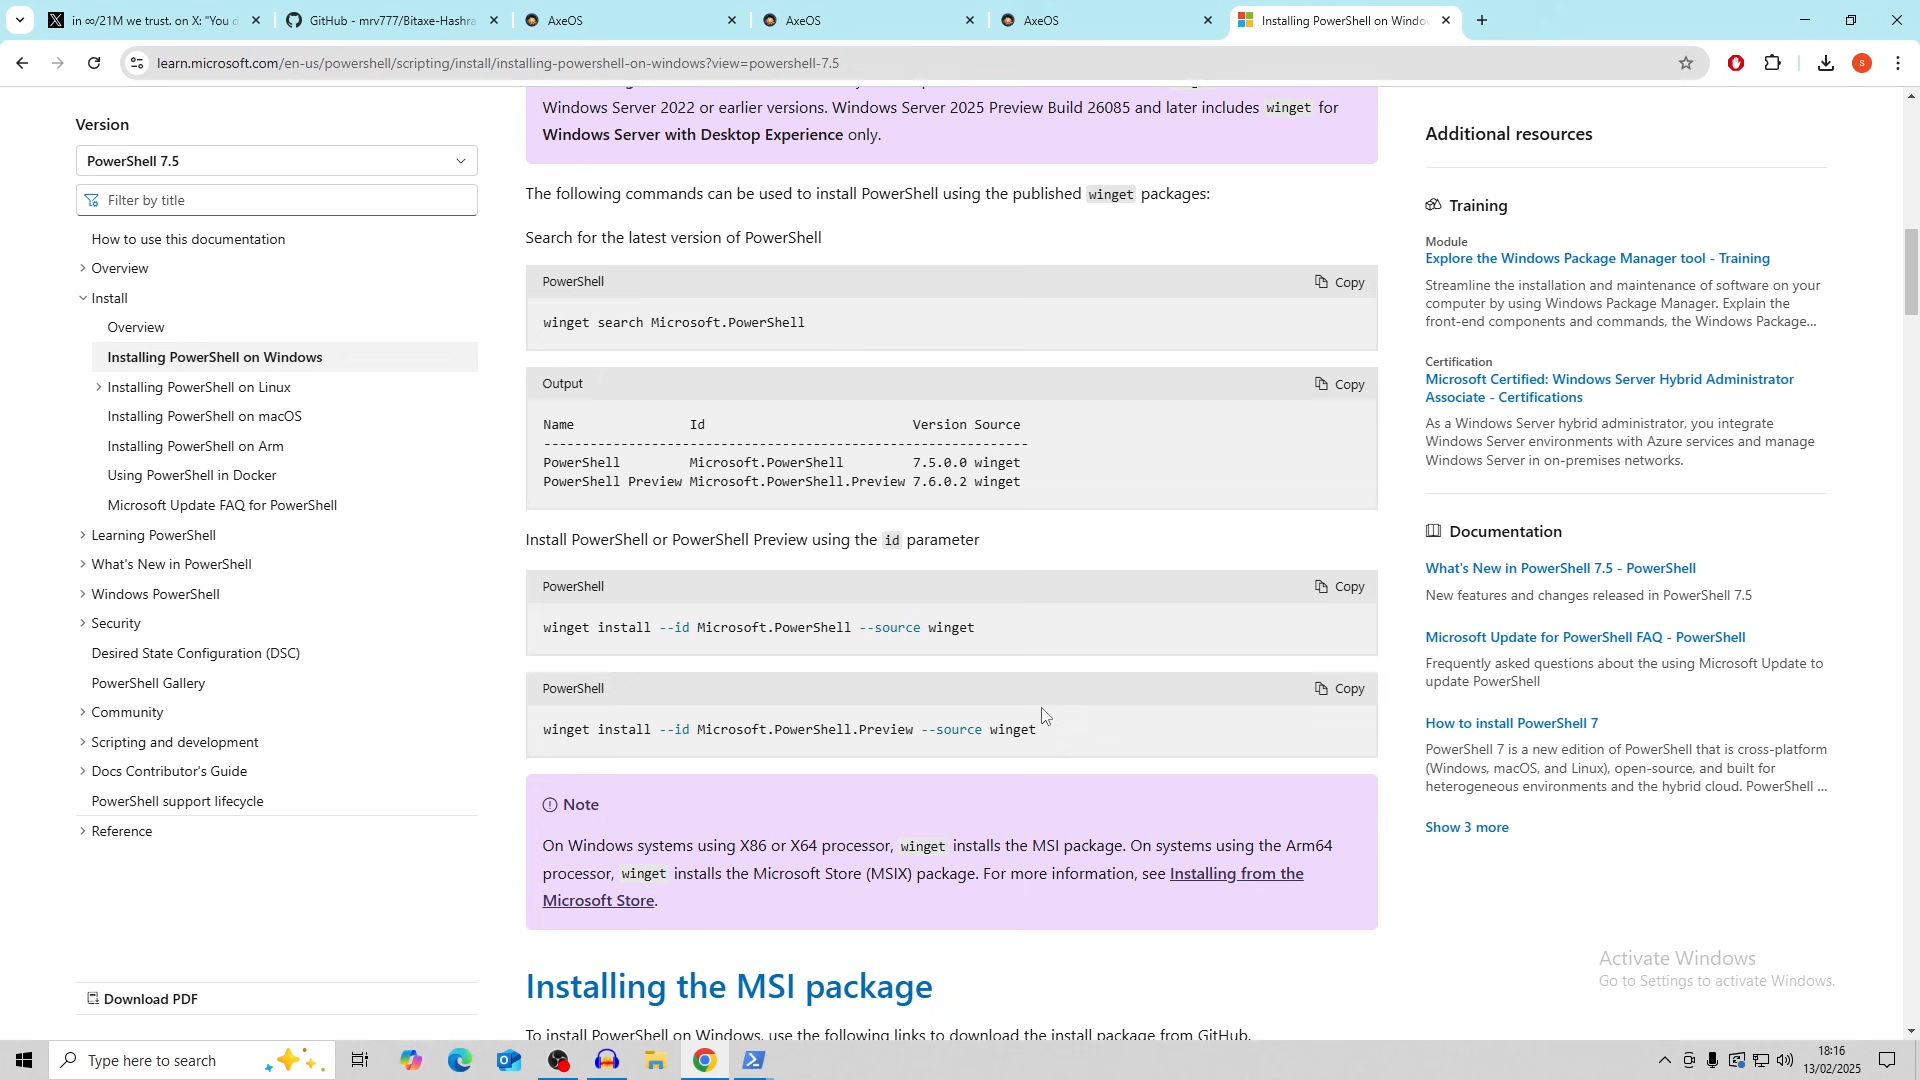 in ∞/21M we trust. on X: "You d
GitHub - mrv777/Bitaxe-Hashra
AxeOS
AxeOS
AxeOS
Installing PowerShell on Windo
learn.microsoft.com/en-us/powershell/scripting/install/installing-powershell-on-windows?view=powershell-7.5
S
Version
PowerShell 7.5
Filter by title
How to use this documentation
Overview
Install
Overview
Installing PowerShell on Windows
Installing PowerShell on Linux
Installing PowerShell on macOS
Installing PowerShell on Arm
Using PowerShell in Docker
Microsoft Update FAQ for PowerShell
Learning PowerShell
What's New in PowerShell
Windows PowerShell
Security
Desired State Configuration (DSC)
PowerShell Gallery
Community
Scripting and development
Docs Contributor's Guide
PowerShell support lifecycle
Reference
Download PDF
Windows Server 2022 or earlier versions. Windows Server 2025 Preview Build 26085 and later includes winget for
Windows Server with Desktop Experience only.
The following commands can be used to install PowerShell using the published winget packages:
Search for the latest version of PowerShell
PowerShell Copy
winget search Microsoft.PowerShell
Output Copy
Name Id Version Source
---------------------------------------------------------------
PowerShell Microsoft.PowerShell 7.5.0.0 winget
PowerShell Preview Microsoft.PowerShell.Preview 7.6.0.2 winget
Install PowerShell or PowerShell Preview using the id parameter
PowerShell Copy
winget install --id Microsoft.PowerShell --source winget
PowerShell Copy
winget install --id Microsoft.PowerShell.Preview --source winget
Note
On Windows systems using X86 or X64 processor, winget installs the MSI package. On systems using the Arm64
processor, winget installs the Microsoft Store (MSIX) package. For more information, see Installing from the
Microsoft Store.
Installing the MSI package
To install PowerShell on Windows, use the following links to download the install package from GitHub.
Additional resources
Training
Module
Explore the Windows Package Manager tool - Training
Streamline the installation and maintenance of software on your
computer by using Windows Package Manager. Explain the
front-end components and commands, the Windows Package...
Certification
Microsoft Certified: Windows Server Hybrid Administrator
Associate - Certifications
As a Windows Server hybrid administrator, you integrate
Windows Server environments with Azure services and manage
Windows Server in on-premises networks.
Documentation
What's New in PowerShell 7.5 - PowerShell
New features and changes released in PowerShell 7.5
Microsoft Update for PowerShell FAQ - PowerShell
Frequently asked questions about the using Microsoft Update to
update PowerShell
How to install PowerShell 7
PowerShell 7 is a new edition of PowerShell that is cross-platform
(Windows, macOS, and Linux), open-source, and built for
heterogeneous environments and the hybrid cloud. PowerShell ...
Show 3 more
Activate Windows
Go to Settings to activate Windows.
Type here to search
18:16
13/02/2025